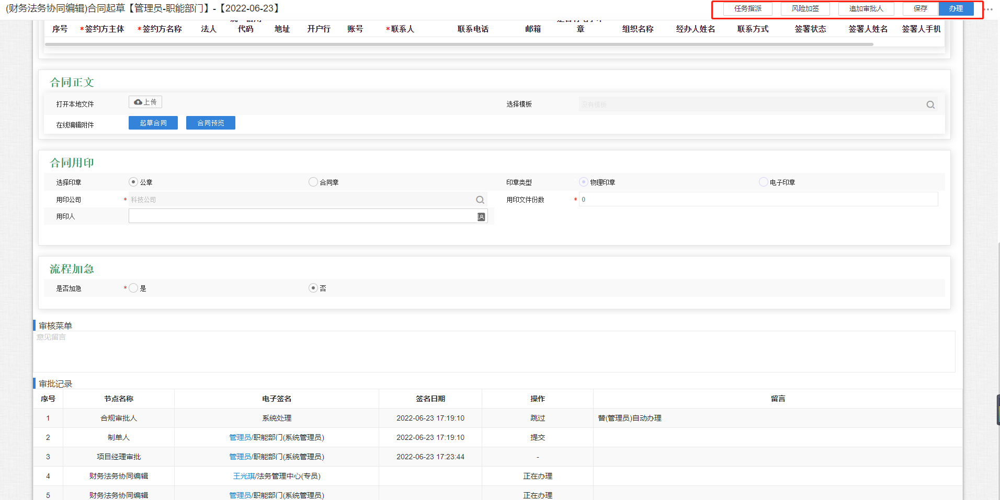 (财务法务协同编辑)合同起草【管理员-职能部门】-【2022-06-23】 任务指派 风险加签 追加审批人 保存 办理
序号 *签约方主体 *签约方名称 法人 代码 地址 开户行 账号 *联系人 联系电话 邮箱 章 组织名称 经办人姓名 联系方式 签署状态 签署人姓名 签署人手机
合同正文
打开本地文件 上传 选择模板 没有模板
在线编辑附件 起草合同 合同预览
合同用印
选择印章 公章 合同章 印章类型 物理印章 电子印章
用印公司 * 科技公司 用印文件份数 * 0
用印人
流程加急
是否加急 * 是 否
审核菜单
意见留言
审批记录
序号 节点名称 电子签名 签名日期 操作 留言
1 合规审批人 系统处理 2022-06-23 17:19:10 跳过 替(管理员)自动办理
2 制单人 管理员/职能部门(系统管理员) 2022-06-23 17:19:10 提交
3 项目经理审批 管理员/职能部门(系统管理员) 2022-06-23 17:23:44 -
4 财务法务协同编辑 王光琪/法务管理中心(专员) 正在办理
5 财务法务协同编辑 管理员/职能部门(系统管理员) 正在办理